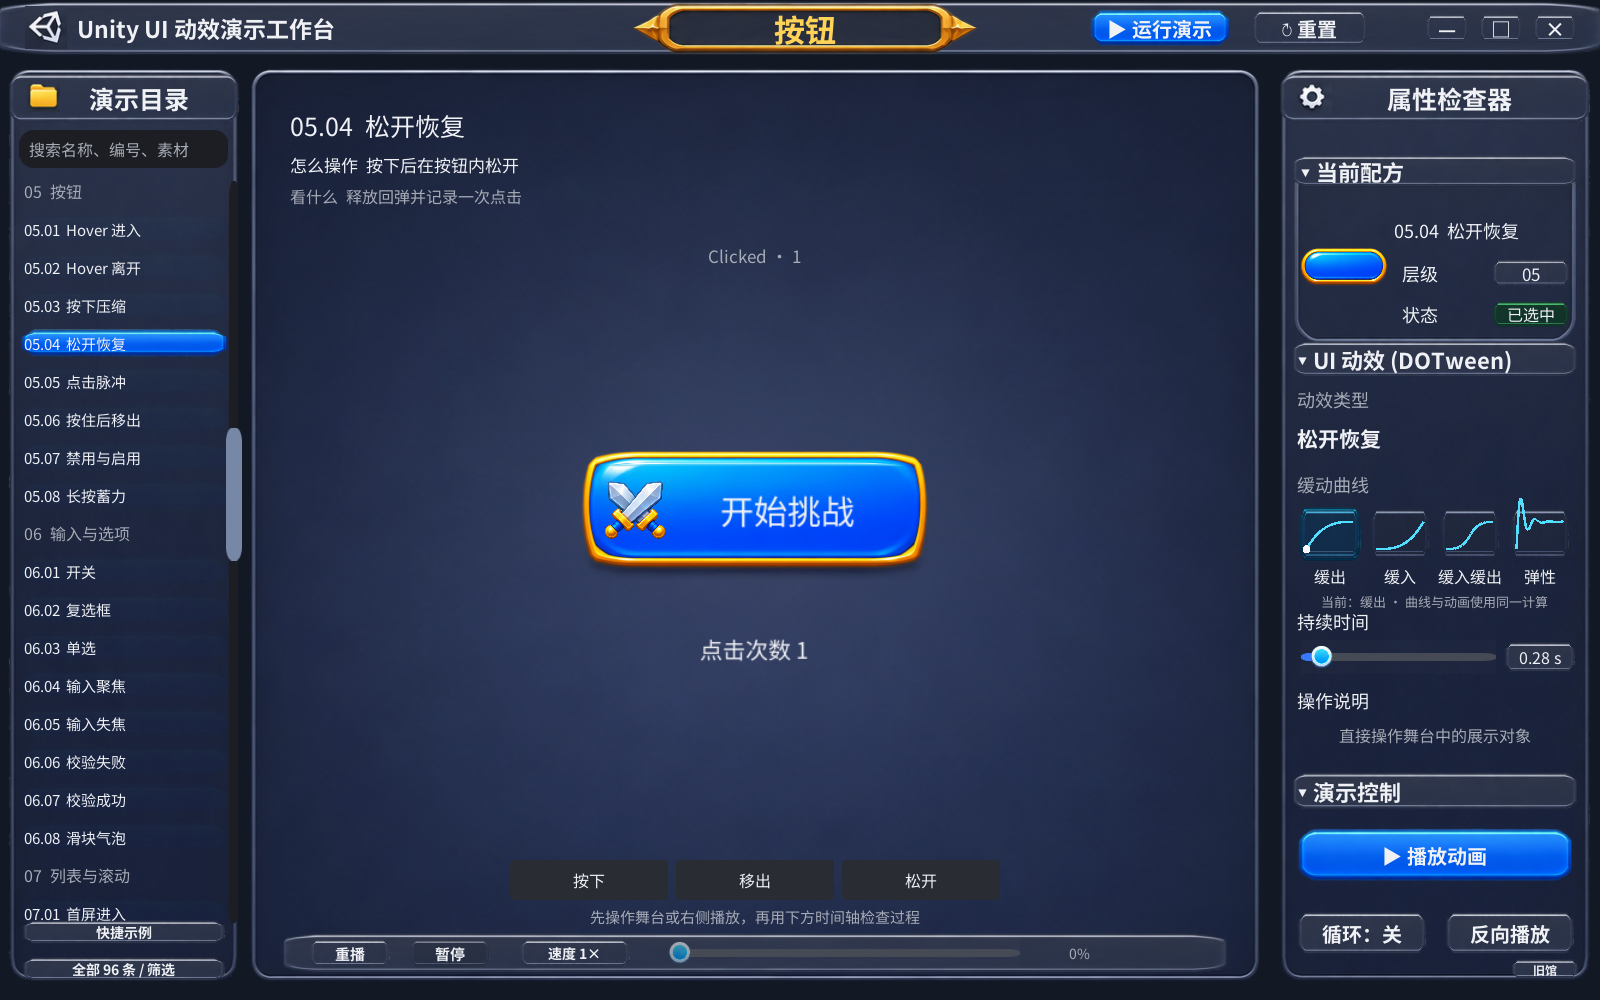 Unity UI 动效演示工作台
按钮
▶ 运行演示
重置
演示目录
搜索名称、编号、素材
05 按钮
05.01 Hover 进入
05.02 Hover 离开
05.03 按下压缩
05.04 松开恢复
05.05 点击脉冲
05.06 按住后移出
05.07 禁用与启用
05.08 长按蓄力
06 输入与选项
06.01 开关
06.02 复选框
06.03 单选
06.04 输入聚焦
06.05 输入失焦
06.06 校验失败
06.07 校验成功
06.08 滑块气泡
07 列表与滚动
07.01 首屏进入
快捷示例
全部 96 条 / 筛选
05.04 松开恢复
怎么操作 按下后在按钮内松开
看什么 释放回弹并记录一次点击
Clicked · 1
开始挑战
点击次数 1
按下
移出
松开
先操作舞台或右侧播放，再用下方时间轴检查过程
重播
暂停
速度 1×
0%
属性检查器
▼ 当前配方
05.04 松开恢复
层级
05
状态
已选中
▼ UI 动效 (DOTween)
动效类型
松开恢复
缓动曲线
缓出
缓入
缓入缓出
弹性
当前：缓出 · 曲线与动画使用同一计算
持续时间
0.28 s
操作说明
直接操作舞台中的展示对象
▼ 演示控制
▶ 播放动画
循环：关
反向播放
旧馆